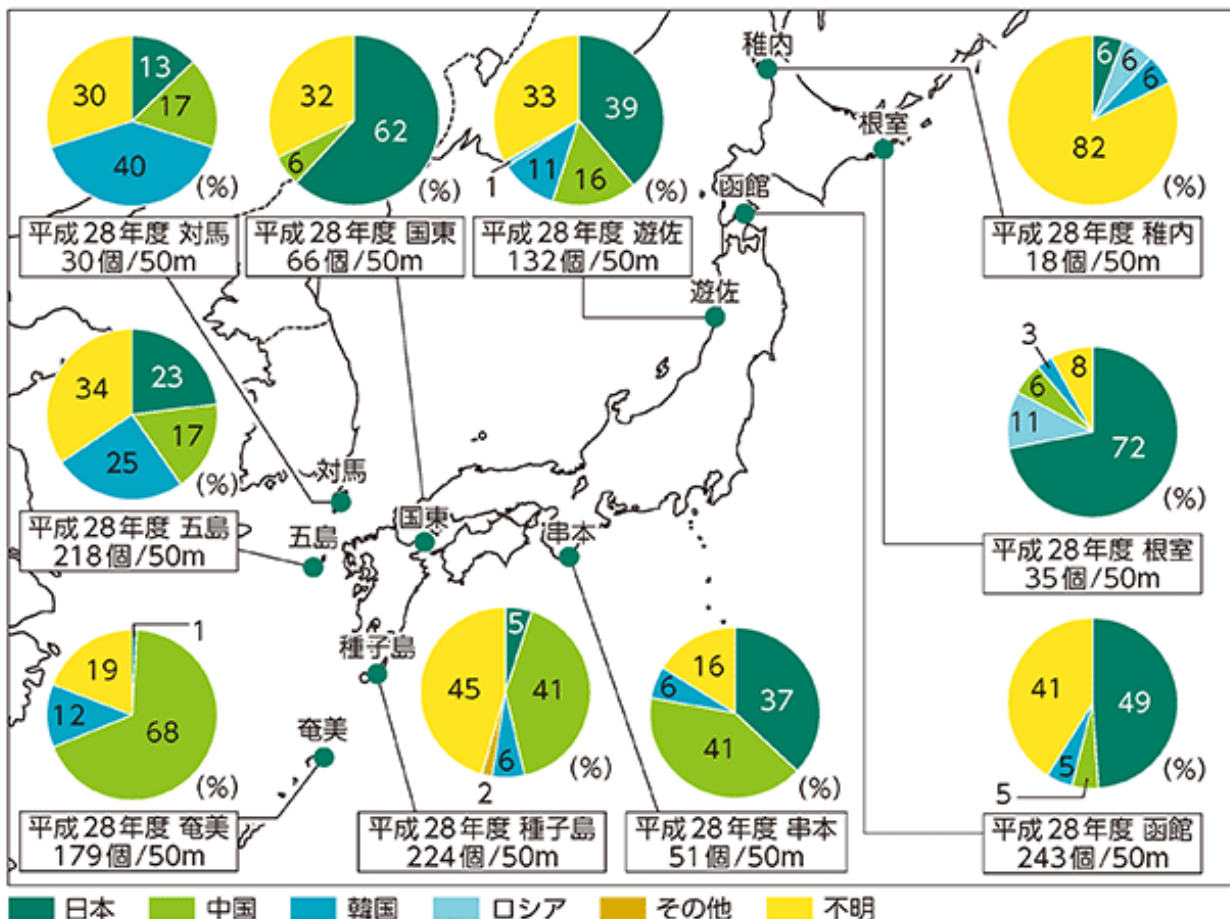 30
13
17
40
(%)
平成28年度 対馬
30個/50m
32
62
6
(%)
平成28年度 国東
66個/50m
33
39
1
11
16
(%)
平成28年度 遊佐
132個/50m
稚内
根室
函館
遊佐
6
6
6
82
(%)
平成28年度 稚内
18個/50m
34
23
17
25
(%)
平成28年度 五島
218個/50m
対馬
五島
国東
串本
種子島
奄美
3
8
6
11
72
(%)
平成28年度 根室
35個/50m
1
19
12
68
(%)
平成28年度 奄美
179個/50m
5
45
41
6
2
(%)
平成28年度 種子島
224個/50m
16
6
37
41
(%)
平成28年度 串本
51個/50m
41
49
5
5
(%)
平成28年度 函館
243個/50m
日本 中国 韓国 ロシア その他 不明